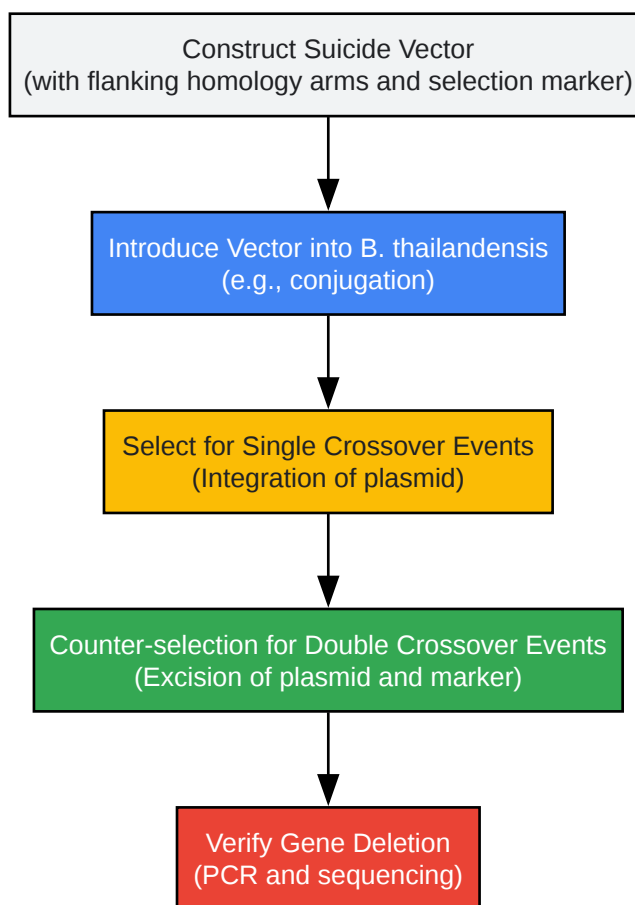 Construct Suicide Vector
(with flanking homology arms and selection marker)
Introduce Vector into B. thailandensis
(e.g., conjugation)
Select for Single Crossover Events
(Integration of plasmid)
Counter-selection for Double Crossover Events
(Excision of plasmid and marker)
Verify Gene Deletion
(PCR and sequencing)